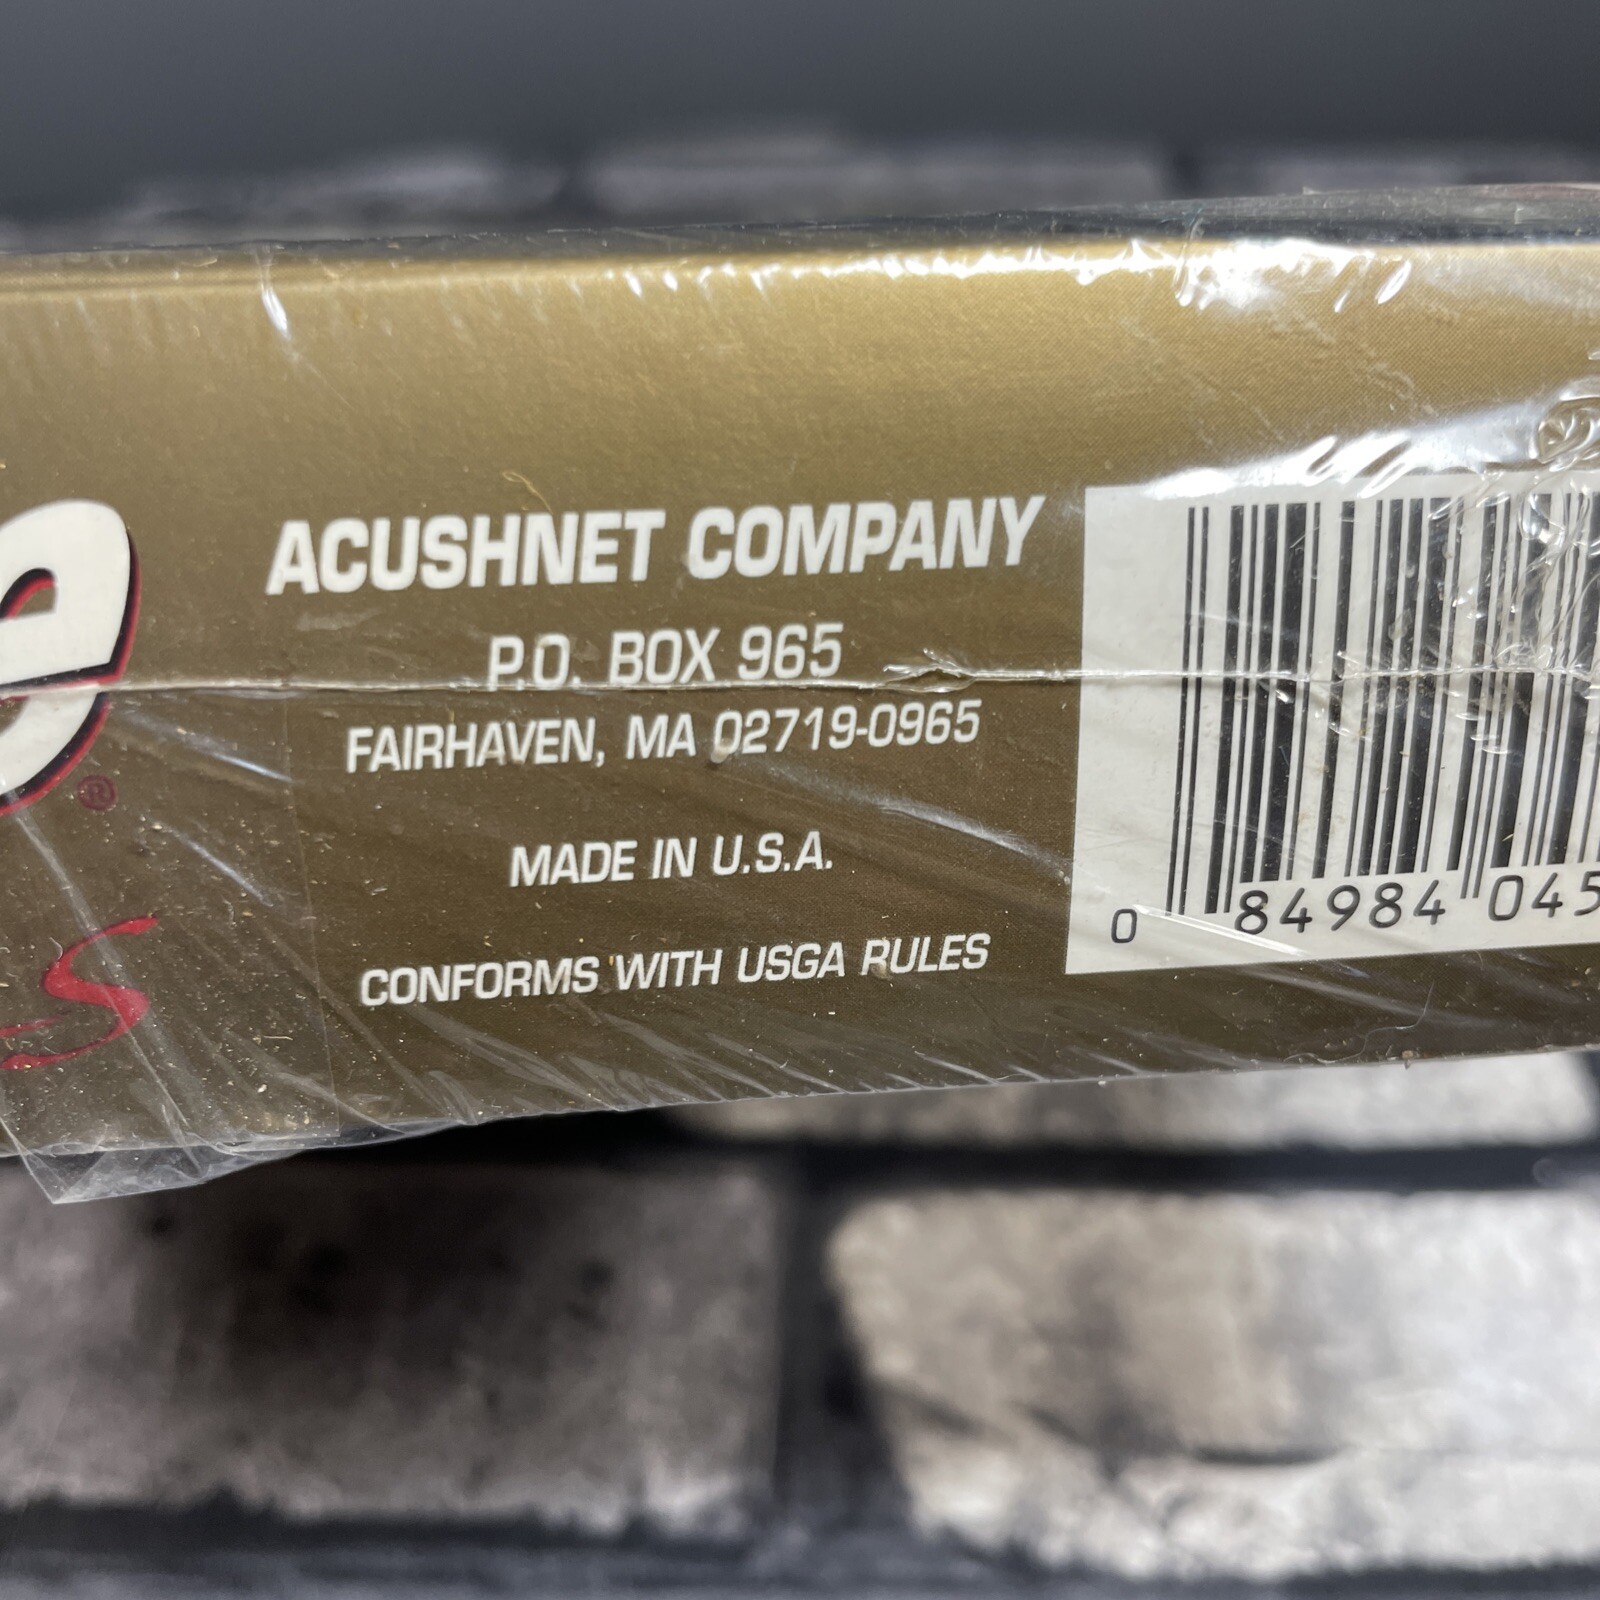 e®
S
ACUSHNET COMPANY
P.O. BOX 965
FAIRHAVEN, MA 02719-0965
MADE IN U.S.A.
CONFORMS WITH USGA RULES
0 84984 045